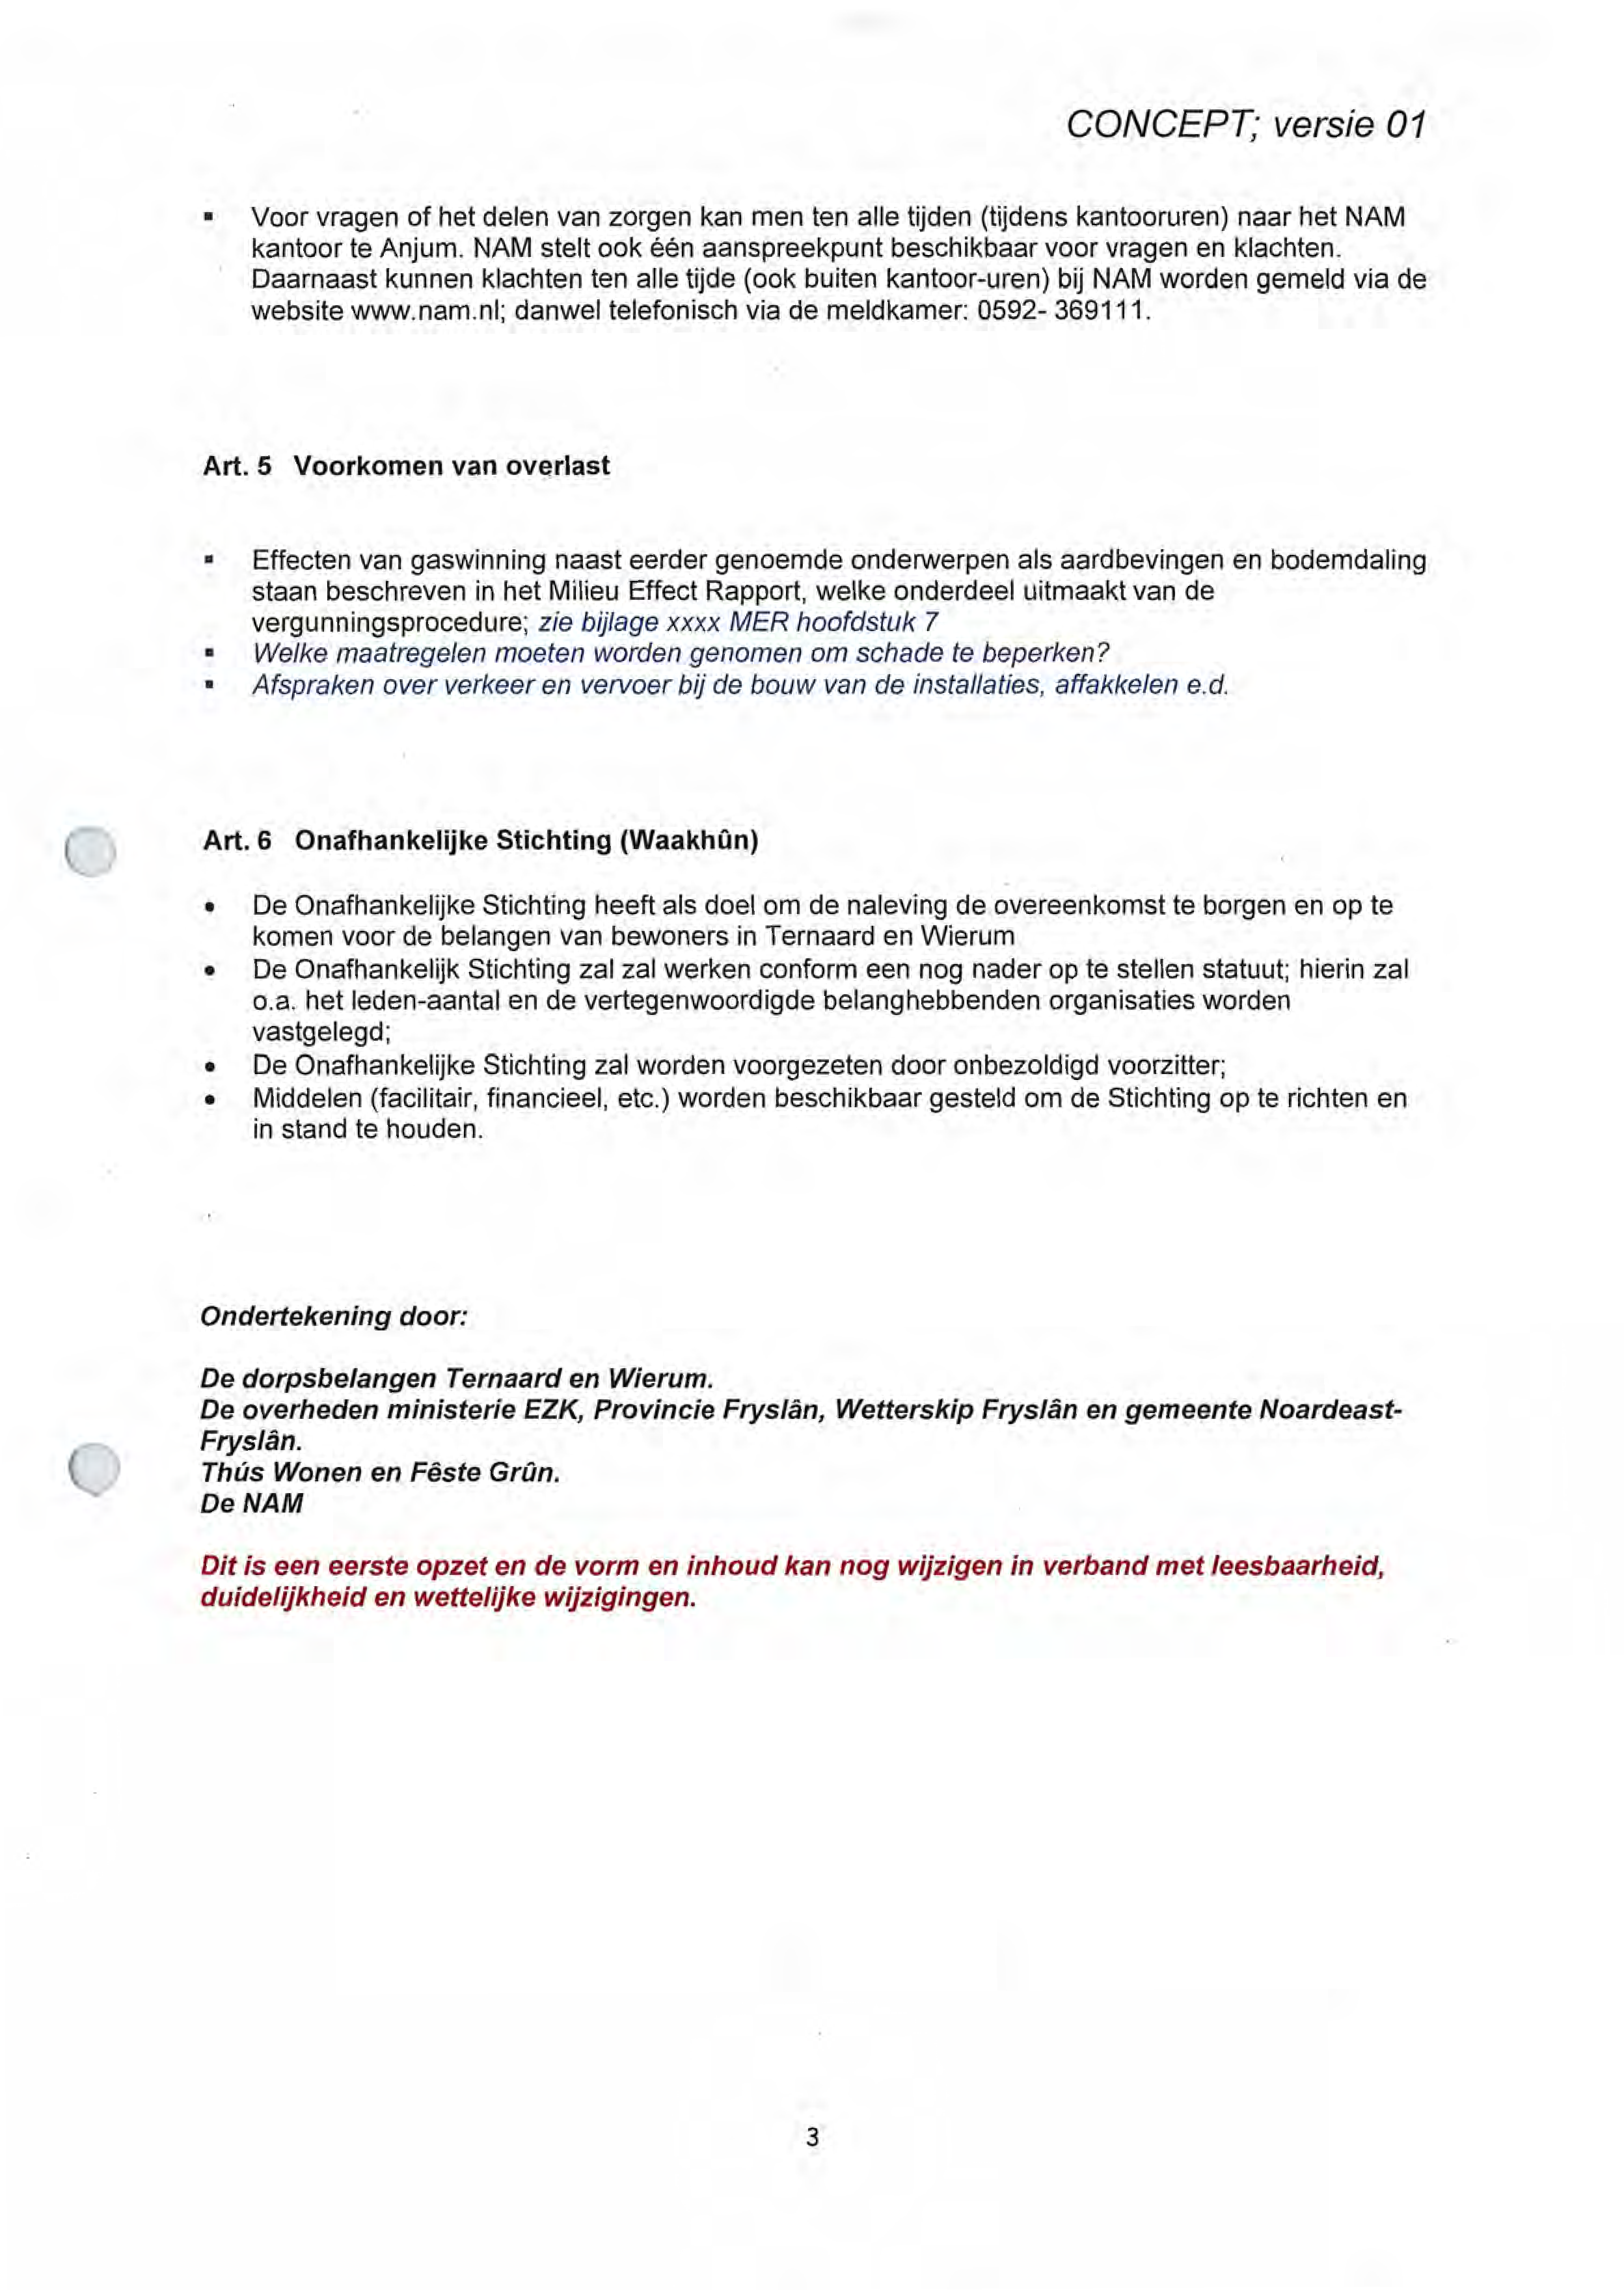 CONCEPT; versie 01
▪ Voor vragen of het delen van zorgen kan men ten alle tijden (tijdens kantooruren) naar het NAM
kantoor te Anjum. NAM stelt ook één aanspreekpunt beschikbaar voor vragen en klachten.
Daarnaast kunnen klachten ten alle tijde (ook buiten kantoor-uren) bij NAM worden gemeld via de
website www.nam.nl; danwel telefonisch via de meldkamer: 0592- 369111.
Art. 5 Voorkomen van overlast
▪ Effecten van gaswinning naast eerder genoemde onderwerpen als aardbevingen en bodemdaling
staan beschreven in het Milieu Effect Rapport, welke onderdeel uitmaakt van de
vergunningsprocedure; zie bijlage xxxx MER hoofdstuk 7
▪ Welke maatregelen moeten worden genomen om schade te beperken?
▪ Afspraken over verkeer en vervoer bij de bouw van de installaties, affakkelen e.d.
Art. 6 Onafhankelijke Stichting (Waakhûn)
• De Onafhankelijke Stichting heeft als doel om de naleving de overeenkomst te borgen en op te
komen voor de belangen van bewoners in Ternaard en Wierum
• De Onafhankelijk Stichting zal zal werken conform een nog nader op te stellen statuut; hierin zal
o.a. het leden-aantal en de vertegenwoordigde belanghebbenden organisaties worden
vastgelegd;
• De Onafhankelijke Stichting zal worden voorgezeten door onbezoldigd voorzitter;
• Middelen (facilitair, financieel, etc.) worden beschikbaar gesteld om de Stichting op te richten en
in stand te houden.
Ondertekening door:
De dorpsbelangen Ternaard en Wierum.
De overheden ministerie EZK, Provincie Fryslân, Wetterskip Fryslân en gemeente Noardeast-
Fryslân.
Thús Wonen en Fêste Grûn.
De NAM
Dit is een eerste opzet en de vorm en inhoud kan nog wijzigen in verband met leesbaarheid,
duidelijkheid en wettelijke wijzigingen.
3